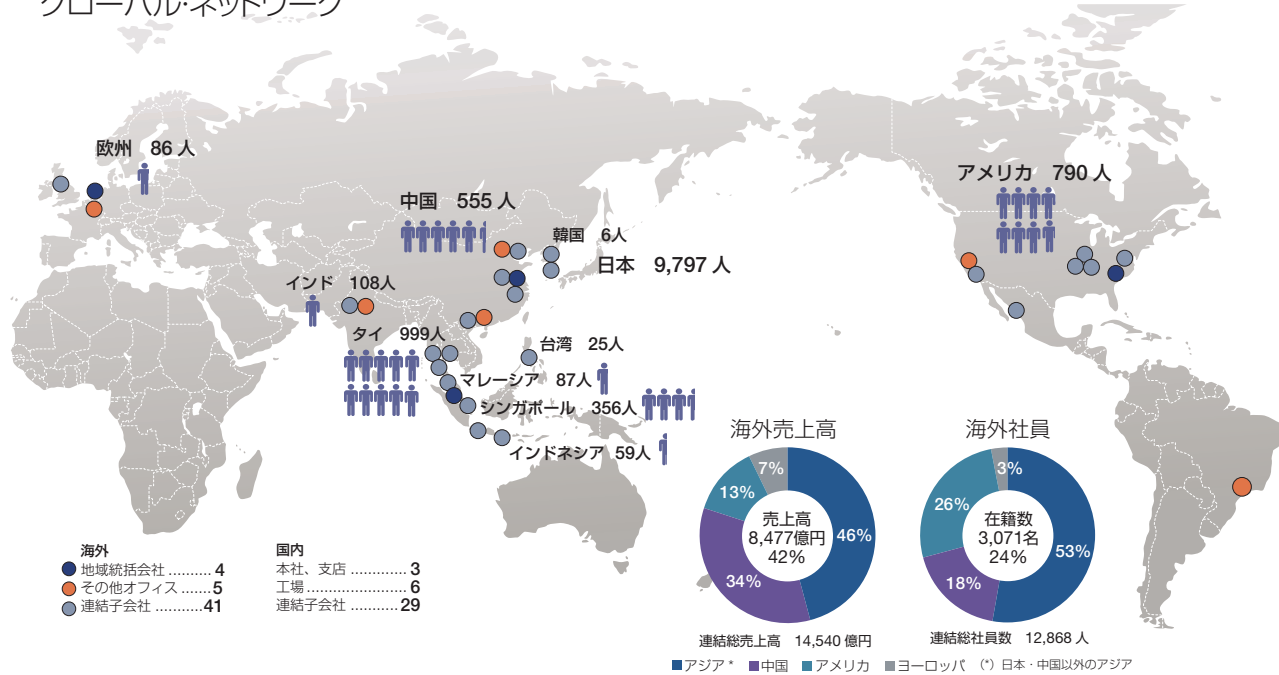 グローバル・ネットワーク
欧州 86 人
中国 555 人
韓国 6人
日本 9,797 人
アメリカ 790 人
インド 108人
タイ 999人
台湾 25人
マレーシア 87人
シンガポール 356人
インドネシア 59人
海外
地域統括会社 .......... 4
その他オフィス ....... 5
連結子会社 ...........41
国内
本社、支店 ............ 3
工場 ...................... 6
連結子会社 .......... 29
海外売上高
7%
13%
46%
34%
売上高
8,477億円
42%
連結総売上高 14,540 億円
海外社員
3%
26%
53%
18%
在籍数
3,071名
24%
連結総社員数 12,868 人
アジア * 中国 アメリカ ヨーロッパ (*) 日本・中国以外のアジア